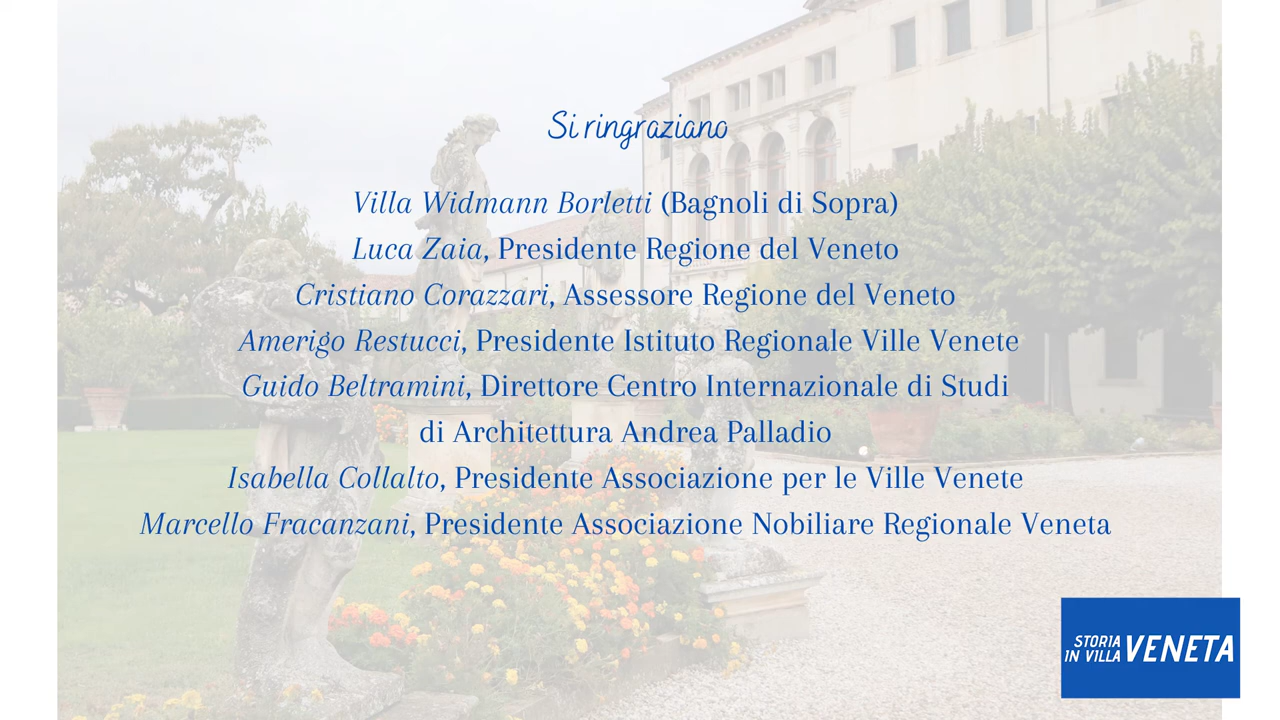 Si ringraziano
Villa Widmann Borletti (Bagnoli di Sopra)
Luca Zaia, Presidente Regione del Veneto
Cristiano Corazzari, Assessore Regione del Veneto
Amerigo Restucci, Presidente Istituto Regionale Ville Venete
Guido Beltramini, Direttore Centro Internazionale di Studi
di Architettura Andrea Palladio
Isabella Collalto, Presidente Associazione per le Ville Venete
Marcello Fracanzani, Presidente Associazione Nobiliare Regionale Veneta
STORIA
IN VILLA VENETA